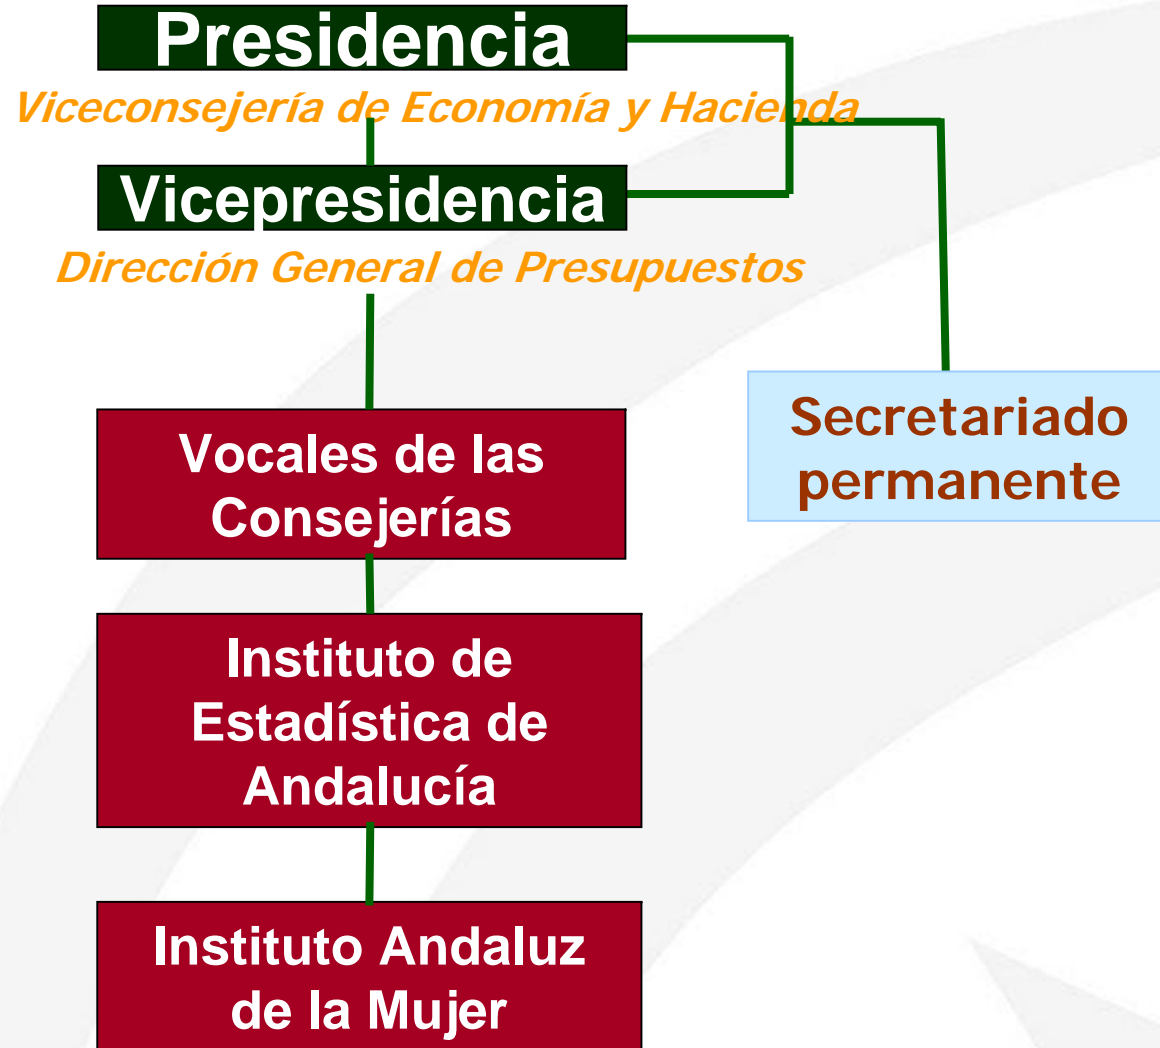 Presidencia
Viceconsejería de Economía y Hacienda
Vicepresidencia
Dirección General de Presupuestos
Vocales de las
Consejerías
Secretariado
permanente
Instituto de
Estadística de
Andalucía
Instituto Andaluz
de la Mujer